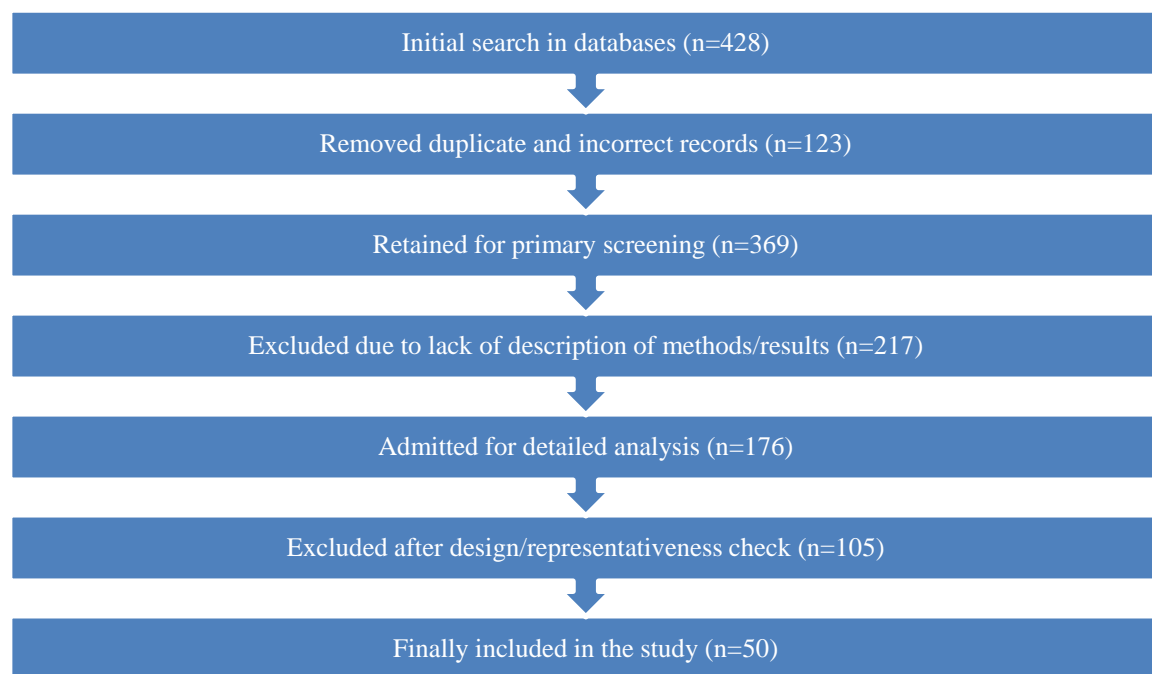 Initial search in databases (n=428)
Removed duplicate and incorrect records (n=123)
Retained for primary screening (n=369)
Excluded due to lack of description of methods/results (n=217)
Admitted for detailed analysis (n=176)
Excluded after design/representativeness check (n=105)
Finally included in the study (n=50)